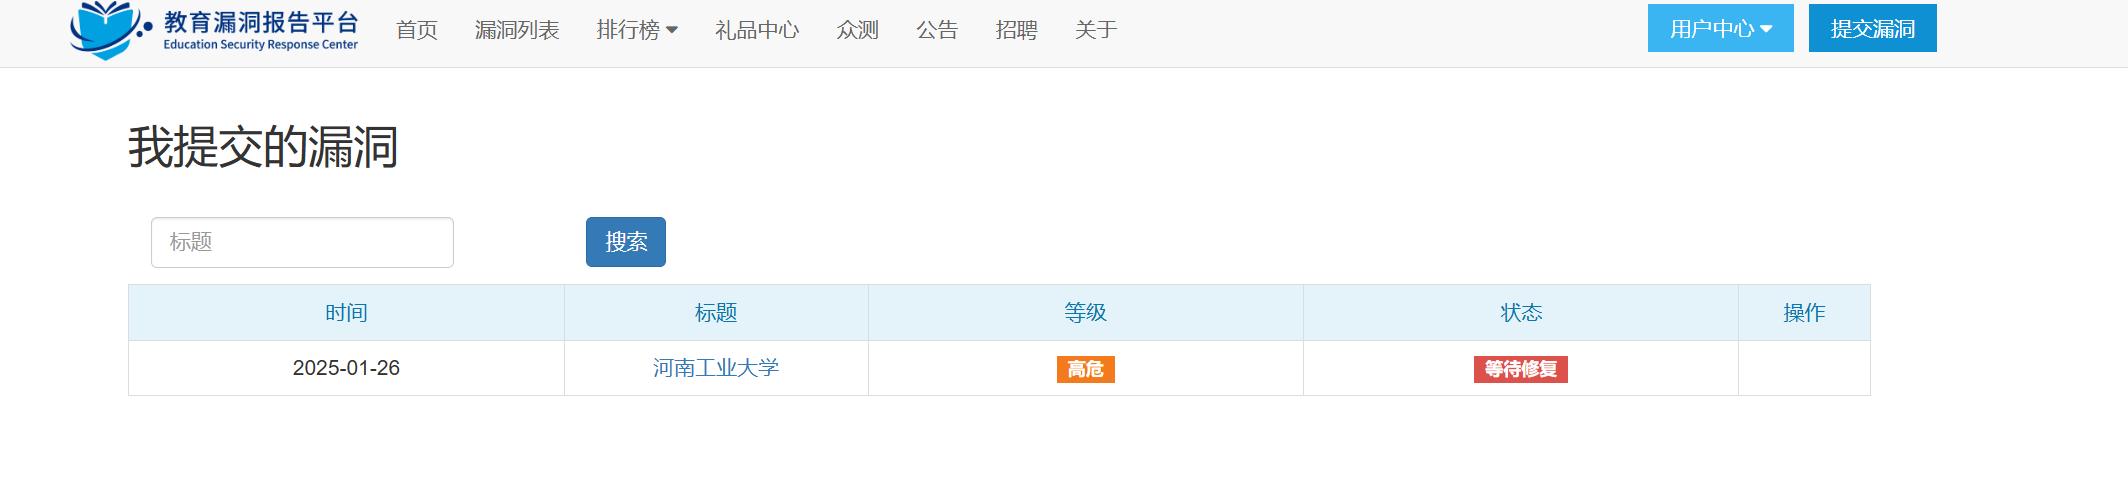 教育漏洞报告平台
Education Security Response Center
首页 漏洞列表 排行榜 礼品中心 众测 公告 招聘 关于 用户中心 提交漏洞
我提交的漏洞
标题 搜索
时间 标题 等级 状态 操作
2025-01-26 河南工业大学 高危 等待修复